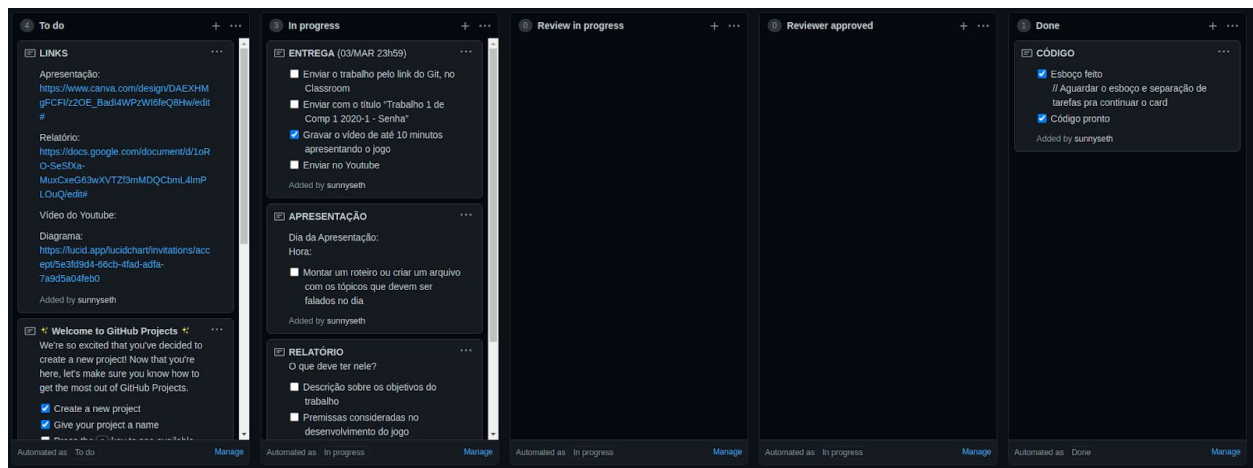 4 To do
LINKS
Apresentação:
https://www.canva.com/design/DAEXHM
gFCFI/z2OE_BadI4WPzWI6feQ8Hw/edit
#
Relatório:
https://docs.google.com/document/d/1oR
O-SeSfXa-
MuxCxeG63wXVTZf3mMDQCbmL4lmP
LOuQ/edit#
Vídeo do Youtube:
Diagrama:
https://lucid.app/lucidchart/invitations/acc
ept/5e3fd9d4-66cb-4fad-adfa-
7a9d5a04feb0
Added by sunnyseth
✨ Welcome to GitHub Projects ✨
We're so excited that you've decided to
create a new project! Now that you're
here, let's make sure you know how to
get the most out of GitHub Projects.
Create a new project
Give your project a name
Automated as To do
Manage
3 In progress
ENTREGA (03/MAR 23h59)
Enviar o trabalho pelo link do Git, no
Classroom
Enviar com o título "Trabalho 1 de
Comp 1 2020-1 - Senha"
Gravar o vídeo de até 10 minutos
apresentando o jogo
Enviar no Youtube
Added by sunnyseth
APRESENTAÇÃO
Dia da Apresentação:
Hora:
Montar um roteiro ou criar um arquivo
com os tópicos que devem ser
falados no dia
Added by sunnyseth
RELATÓRIO
O que deve ter nele?
Descrição sobre os objetivos do
trabalho
Premissas consideradas no
desenvolvimento do jogo
Automated as In progress
Manage
0 Review in progress
Automated as In progress
Manage
0 Reviewer approved
Automated as In progress
Manage
1 Done
CÓDIGO
Esboço feito
// Aguardar o esboço e separação de
tarefas pra continuar o card
Código pronto
Added by sunnyseth
Automated as Done
Manage